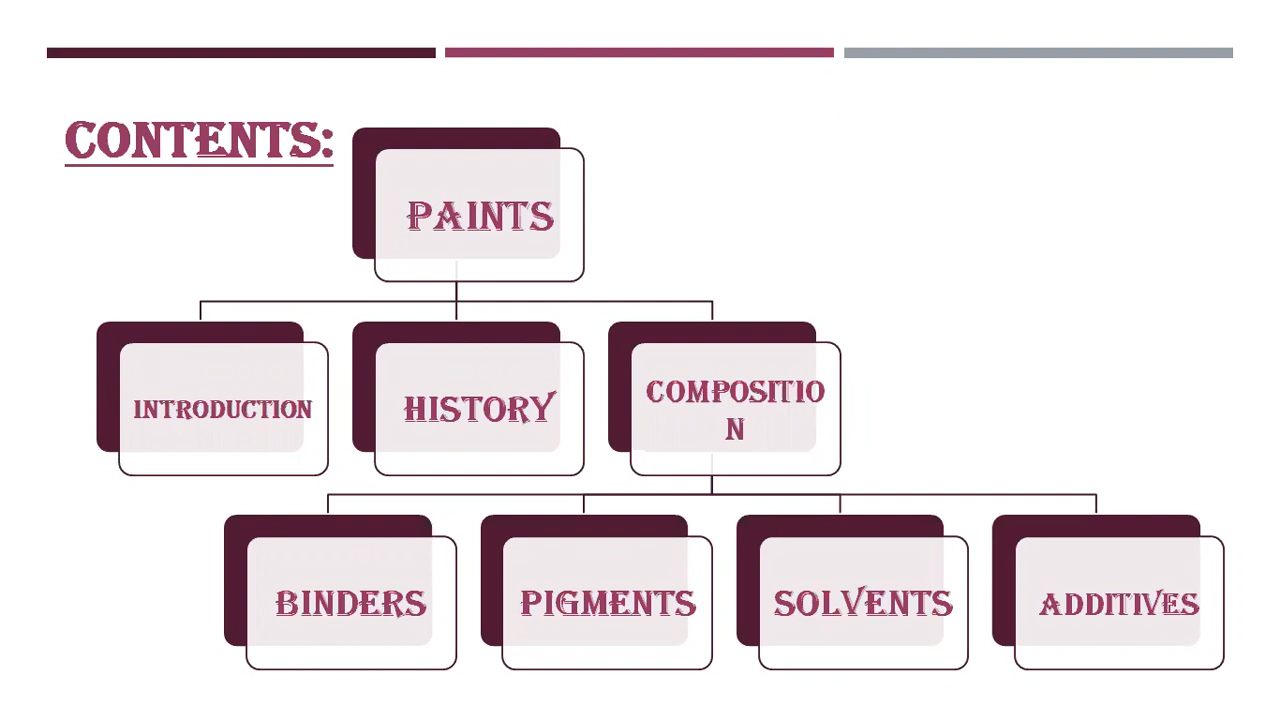 CONTENTS:
PAINTS
INTRODUCTION
HISTORY
COMPOSITIO
N
BINDERS
PIGMENTS
SOLVENTS
ADDITIVES